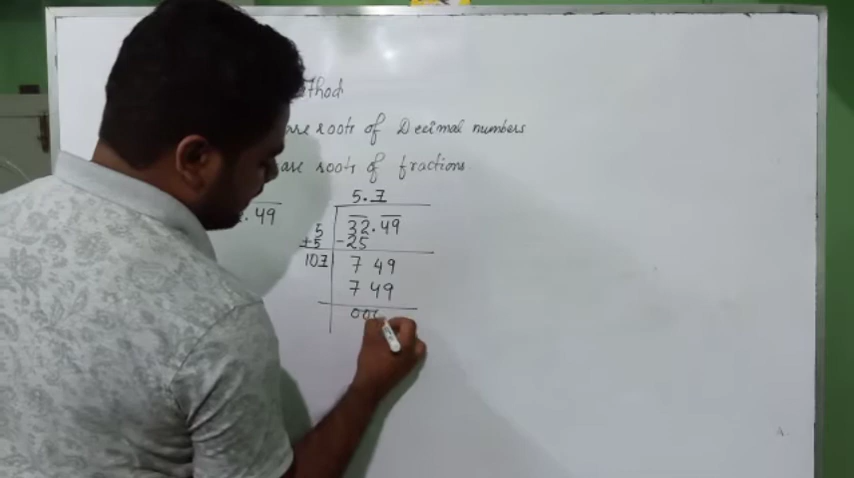 thod
are roots of Decimal numbers
are roots of fractions
. 49
5.7
5 32.49
+5 -25
107 7 49
7 49
00